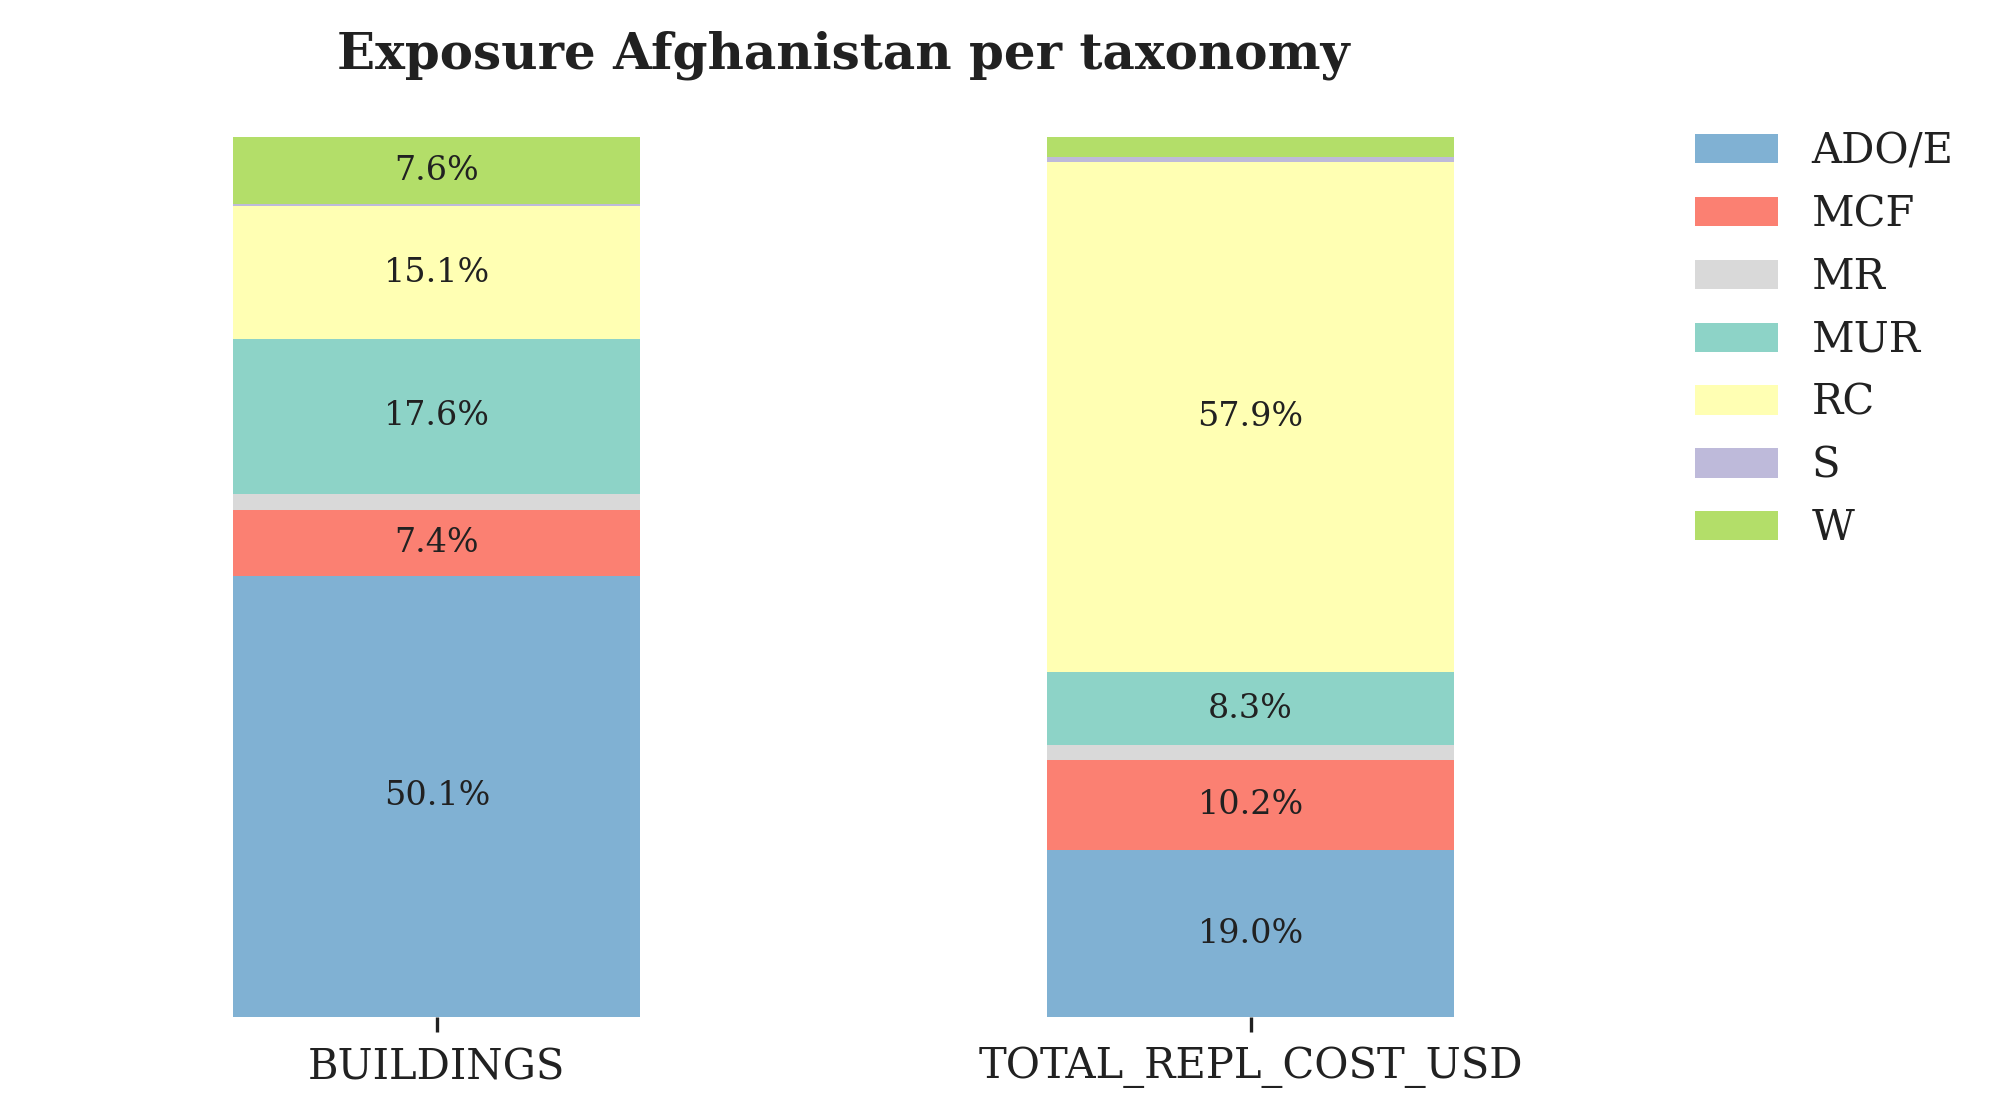 Exposure Afghanistan per taxonomy
7.6%
15.1%
17.6%
7.4%
50.1%
57.9%
8.3%
10.2%
19.0%
BUILDINGS
TOTAL_REPL_COST_USD
ADO/E
MCF
MR
MUR
RC
S
W